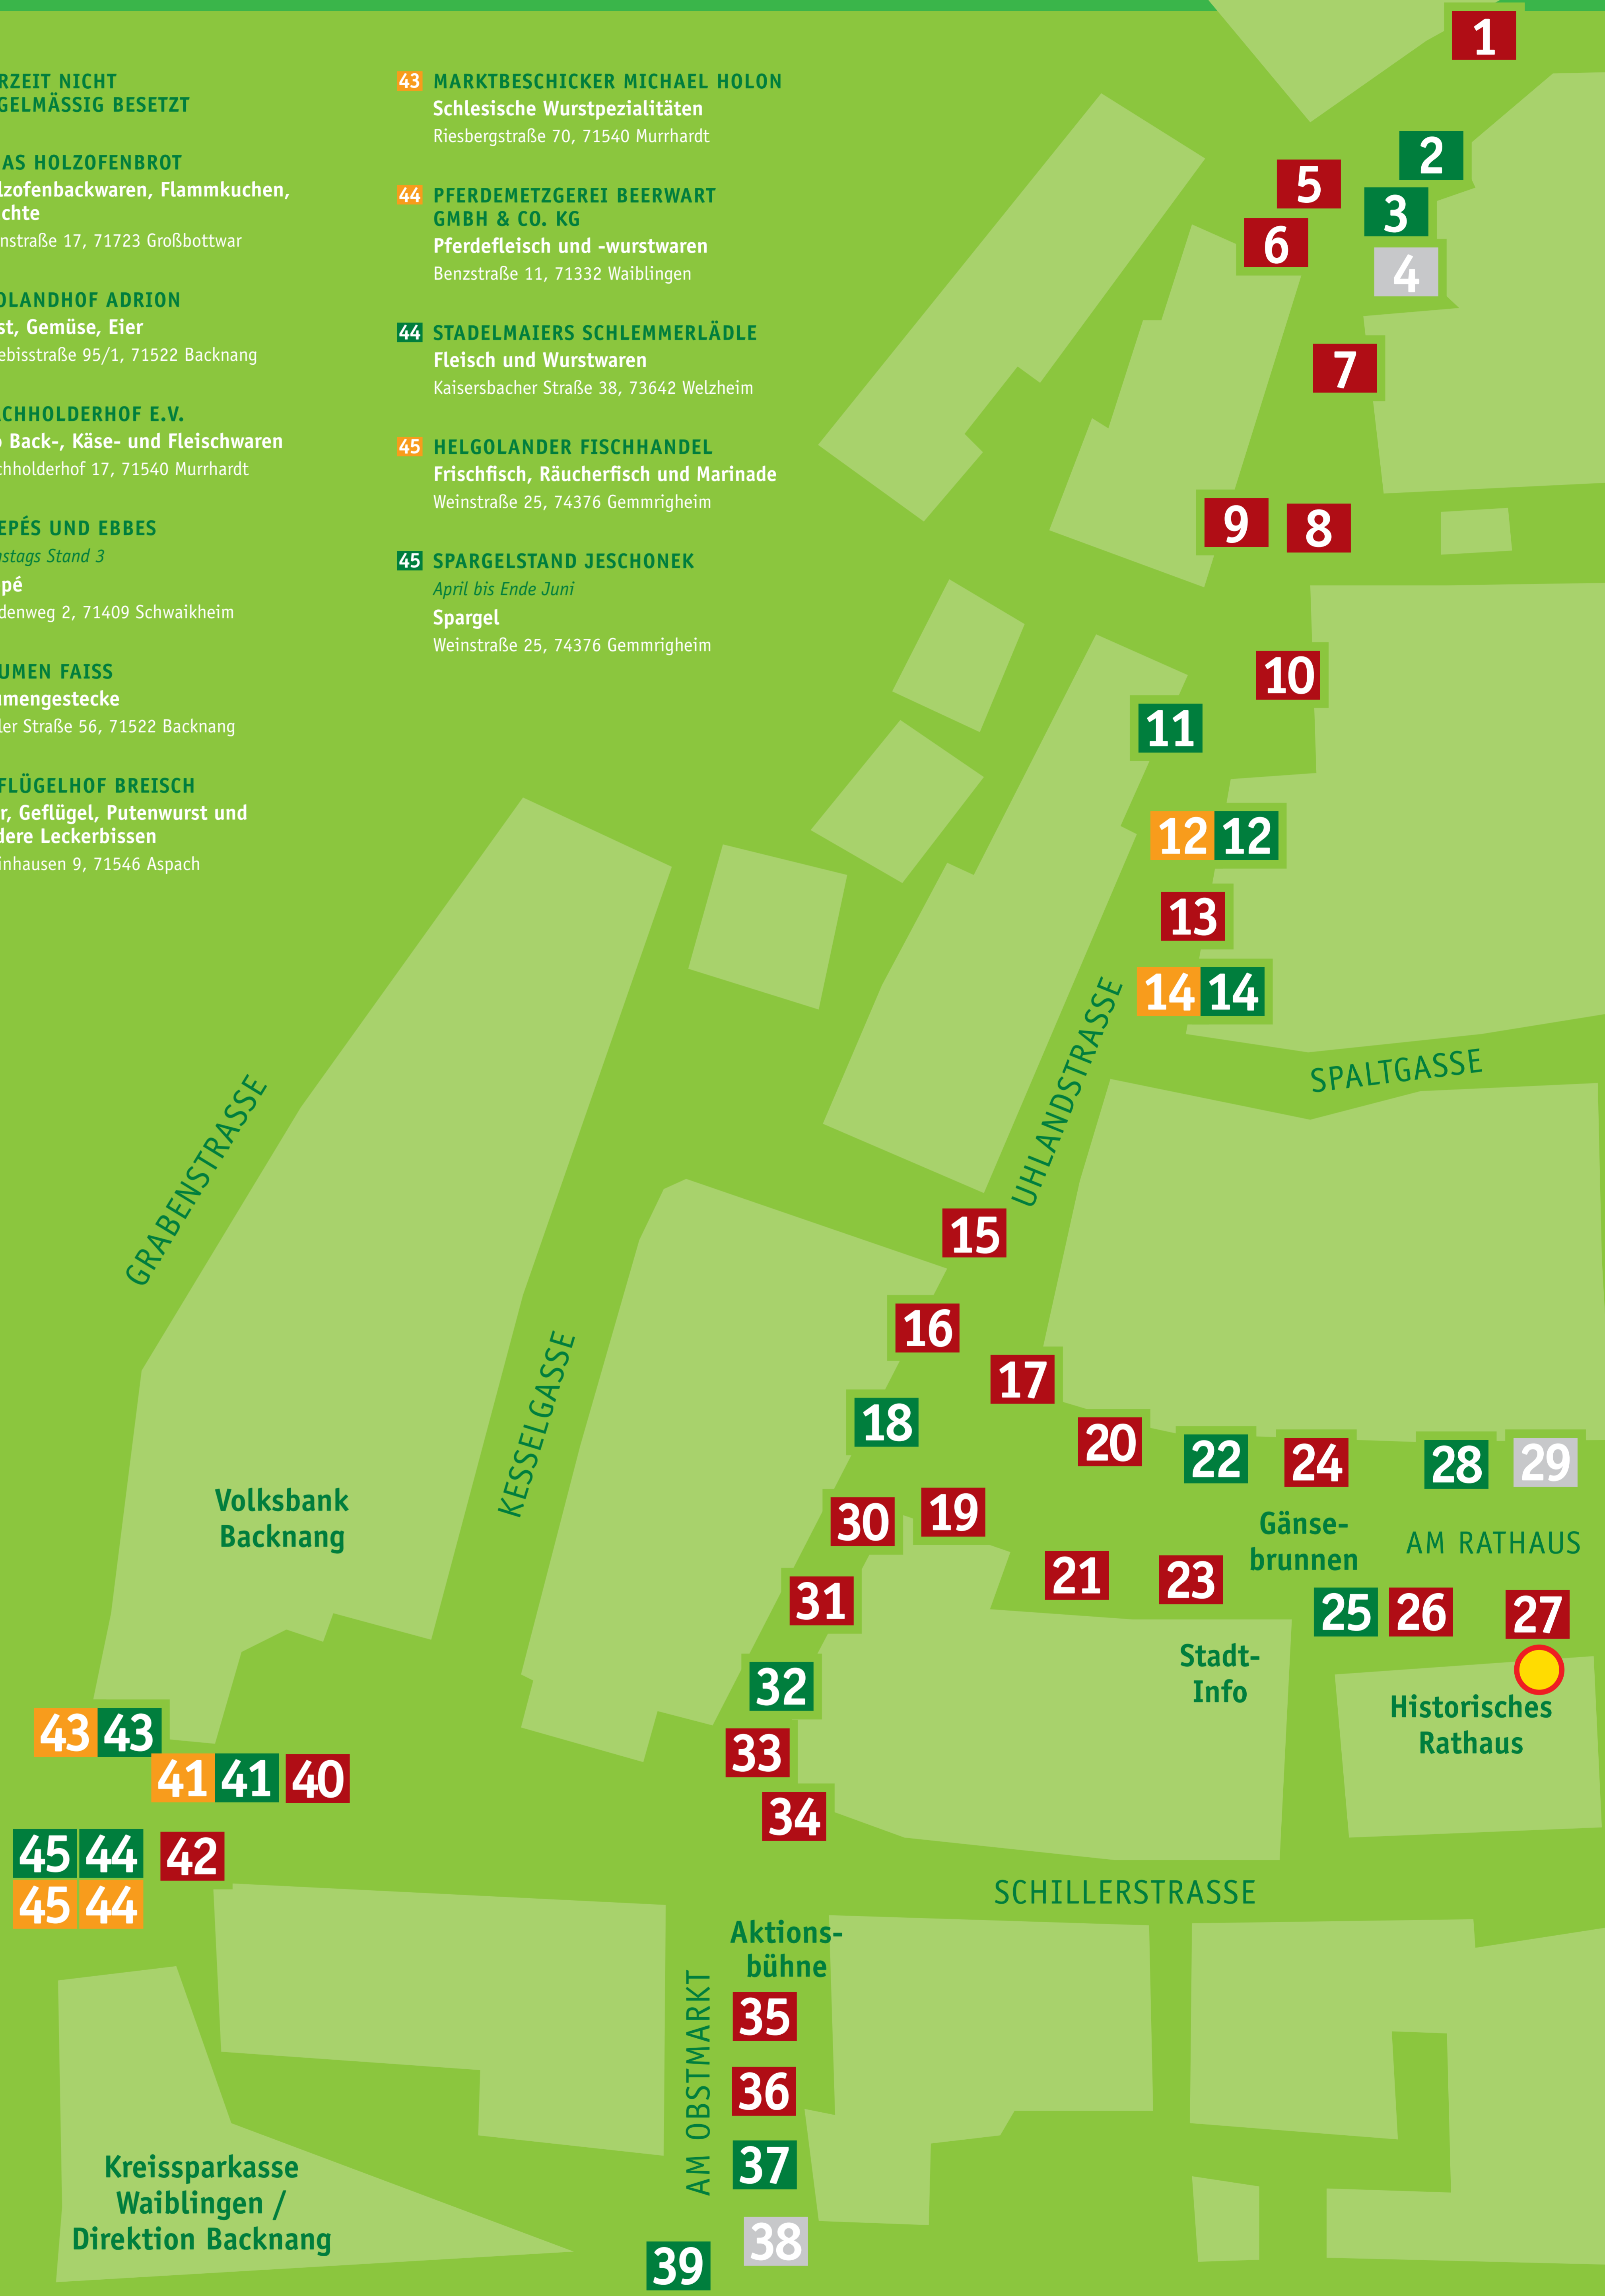 RZEIT NICHT
GELMÄSSIG BESETZT
AS HOLZOFENBROT
lzofenbackwaren, Flammkuchen,
chte
nstraße 17, 71723 Großbottwar
OLANDHOF ADRION
st, Gemüse, Eier
ebisstraße 95/1, 71522 Backnang
CHHOLDERHOF E.V.
Back-, Käse- und Fleischwaren
chholderhof 17, 71540 Murrhardt
EPÉS UND EBBES
stags Stand 3
pé
denweg 2, 71409 Schwaikheim
UMEN FAISS
mengestecke
ler Straße 56, 71522 Backnang
FLÜGELHOF BREISCH
r, Geflügel, Putenwurst und
dere Leckerbissen
inhausen 9, 71546 Aspach
43 MARKTBESCHICKER MICHAEL HOLON
Schlesische Wurstpezialitäten
Riesbergstraße 70, 71540 Murrhardt
44 PFERDEMETZGEREI BEERWART
GMBH & CO. KG
Pferdefleisch und -wurstwaren
Benzstraße 11, 71332 Waiblingen
44 STADELMAIERS SCHLEMMERLÄDLE
Fleisch und Wurstwaren
Kaisersbacher Straße 38, 73642 Welzheim
45 HELGOLANDER FISCHHANDEL
Frischfisch, Räucherfisch und Marinade
Weinstraße 25, 74376 Gemmrigheim
45 SPARGELSTAND JESCHONEK
April bis Ende Juni
Spargel
Weinstraße 25, 74376 Gemmrigheim
1
2
5
3
6
4
7
9 8
10
11
12 12
13
14 14
SPALTGASSE
UHLANDSTRASSE
GRABENSTRASSE
15
16
KESSELGASSE
17
18
20
22 24 28 29
Volksbank
Backnang
30 19
Gänse-
brunnen
AM RATHAUS
21 23
31
25 26 27
Stadt-
Info
32
Historisches
Rathaus
43 43
33
41 41 40
34
45 44 42
45 44
SCHILLERSTRASSE
Aktions-
bühne
AM OBSTMARKT
35
36
37
Kreissparkasse
Waiblingen /
Direktion Backnang
38
39